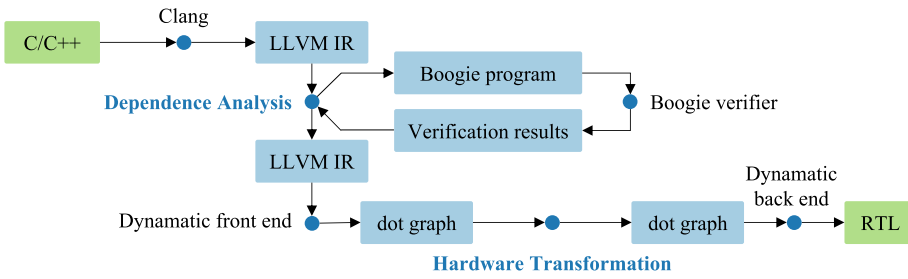 Clang
C/C++
LLVM IR
Boogie program
Dependence Analysis
Boogie verifier
Verification results
LLVM IR
Dynamatic
back end
Dynamatic front end
dot graph
dot graph
RTL
Hardware Transformation